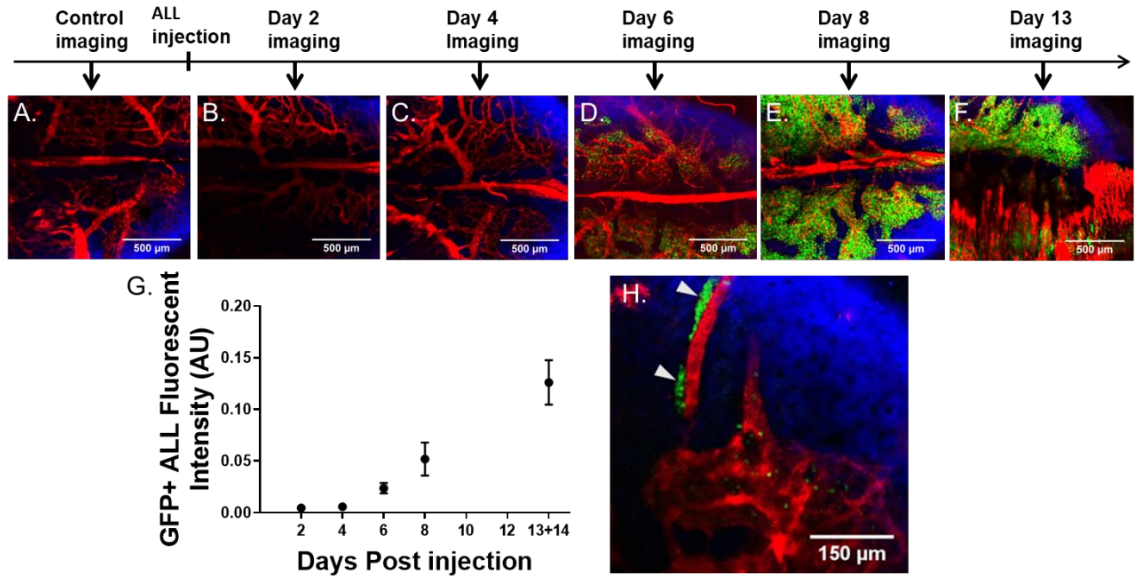 Control
imaging
ALL
injection
Day 2
imaging
Day 4
Imaging
Day 6
imaging
Day 8
imaging
Day 13
imaging
A.
B.
C.
D.
E.
F.
500 µm
500 µm
500 µm
500 µm
500 µm
500 µm
G.
GFP+ ALL Fluorescent
Intensity (AU)
0.20
0.15
0.10
0.05
0.00
2 4 6 8 10 12 13+14
Days Post injection
H.
150 µm